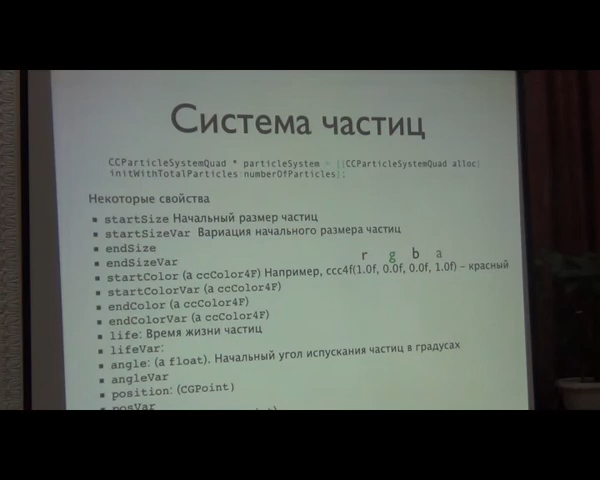 Система частиц
CCParticleSystemQuad * particleSystem = [[CCParticleSystemQuad alloc]
initWithTotalParticles:numberOfParticles];
Некоторые свойства
▪ startSize Начальный размер частиц
▪ startSizeVar Вариация начального размера частиц
▪ endSize
▪ endSizeVar
r g b a
▪ startColor (a ccColor4F) Например, ccc4f(1.0f, 0.0f, 0.0f, 1.0f) – красный
▪ startColorVar (a ccColor4F)
▪ endColor (a ccColor4F)
▪ endColorVar (a ccColor4F)
▪ life: Время жизни частиц
▪ lifeVar:
▪ angle: (a float). Начальный угол испускания частиц в градусах
▪ angleVar
▪ position: (CGPoint)
▪ posVar